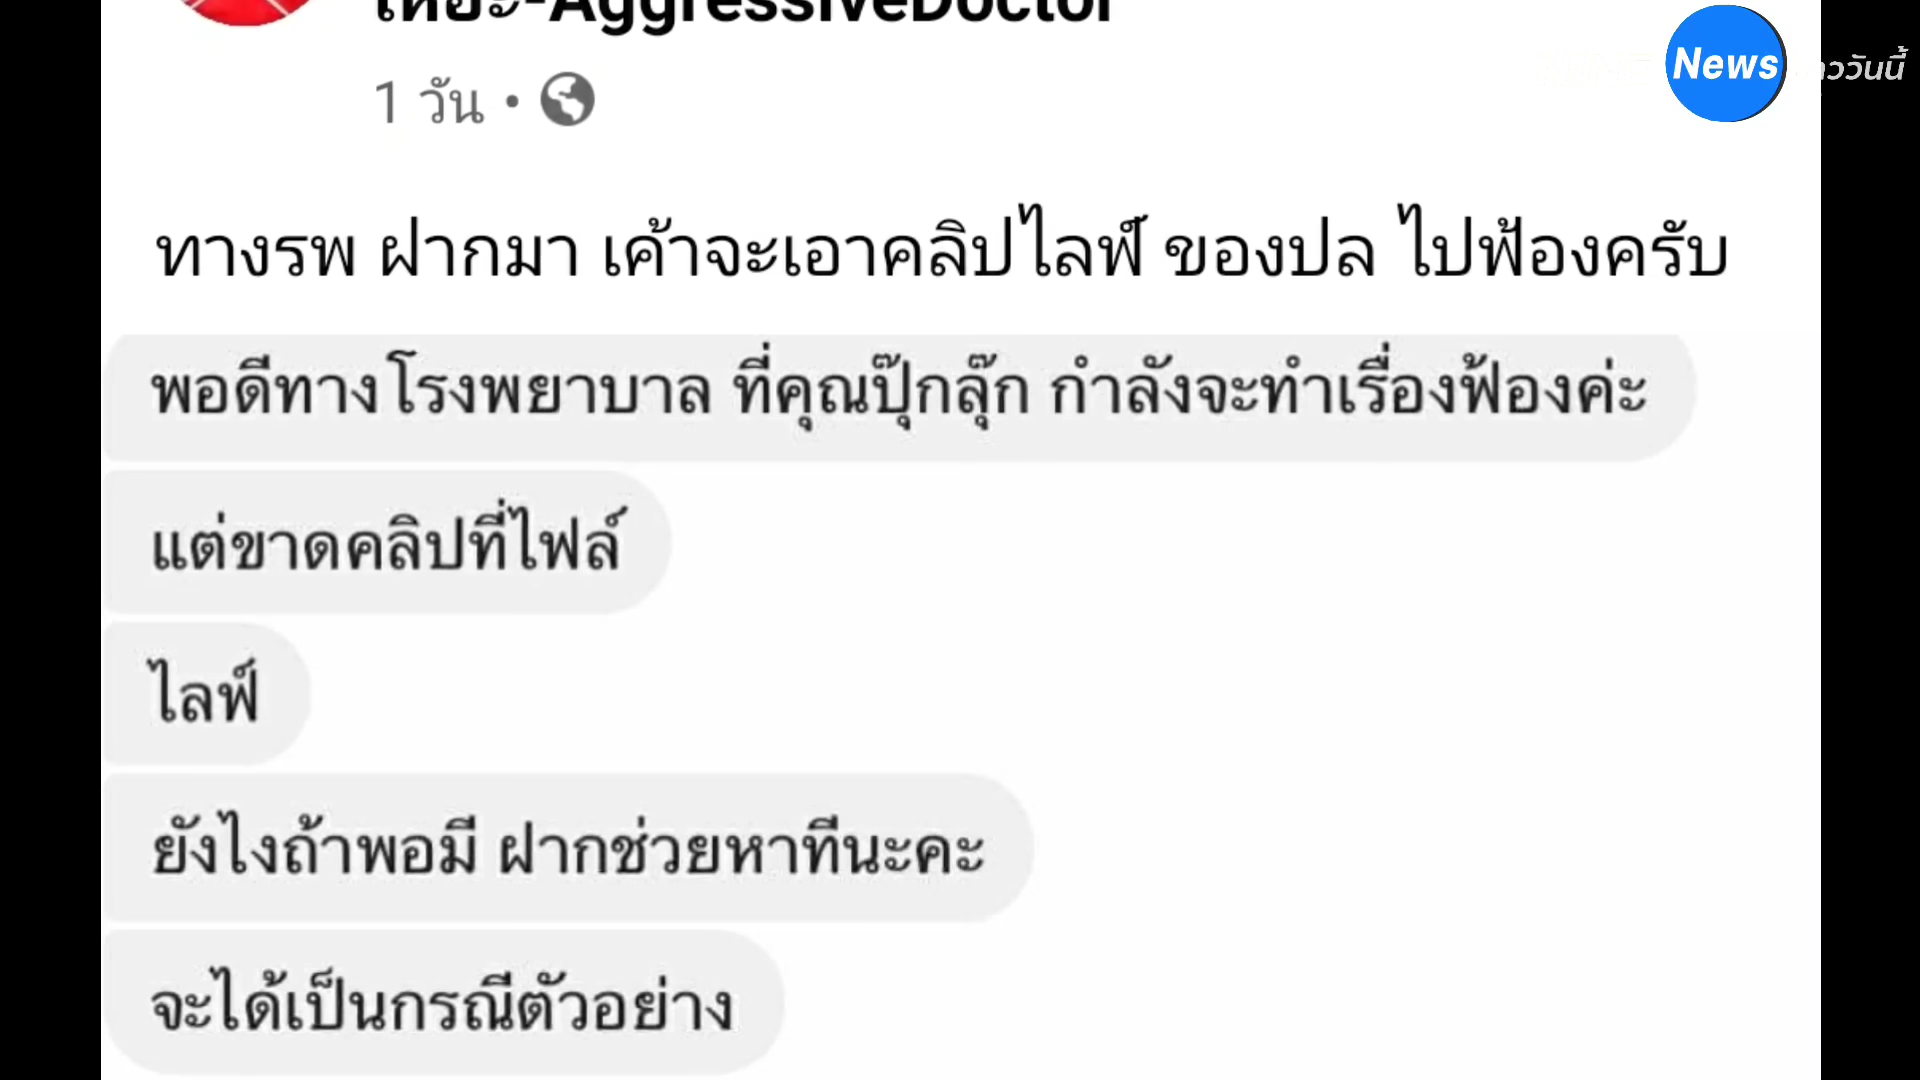 -AggressiveDoctor
News
1 วัน
ทางรพ ฝากมา เค้าจะเอาคลิปไลฟ์ ของปล ไปฟ้องครับ
พอดีทางโรงพยาบาล ที่คุณปุ๊กลุ๊ก กำลังจะทำเรื่องฟ้องค่ะ
แต่ขาดคลิปที่ไฟล์
ไลฟ์
ยังไงถ้าพอมี ฝากช่วยหาทีนะคะ
จะได้เป็นกรณีตัวอย่าง